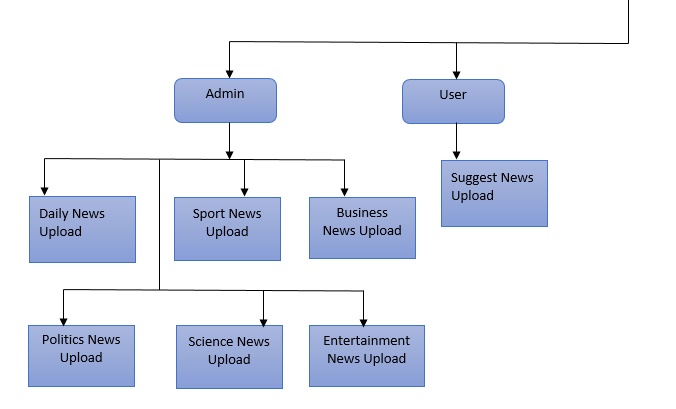 Admin
User
Suggest News
Upload
Daily News
Upload
Sport News
Upload
Business
News Upload
Politics News
Upload
Science News
Upload
Entertainment
News Upload